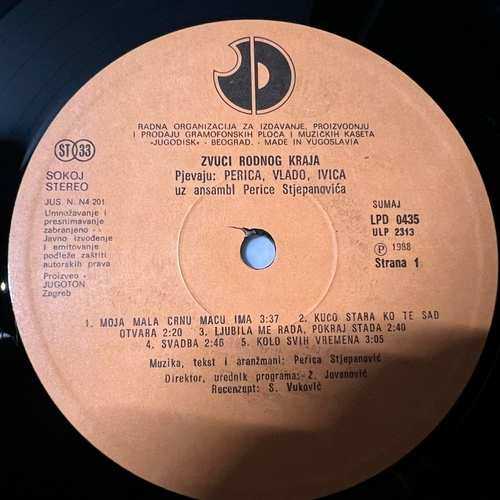 RADNA ORGANIZACIJA ZA IZDAVANJE, PROIZVODNJU
I PRODAJU GRAMOFONSKIH PLOČA I MUZIČKIH KASETA
»JUGODISK« - BEOGRAD. - MADE IN YUGOSLAVIA
ZVUCI RODNOG KRAJA
Pjevaju: PERICA, VLADO, IVICA
uz ansambl Perice Stjepanovića
ST 33
SOKOJ
STEREO
JUS N. N4 201
Umnožavanje i
presnimavanje
zabranjeno --
Javno izvođenje
i emitovanje
podleže zaštiti
autorskih prava
Proizveo -
JUGOTON
Zagreb
SUMAJ
LPD 0435
ULP 2313
Ⓟ 1988
Strana 1
1. MOJA MALA CRNU MACU IMA 3:37 2. KUCO STARA KO TE SAD
OTVARA 2:20 3. LJUBILA ME RADA, POKRAJ STADA 2:40
4. SVADBA 2:46 5. KOLO SVIH VREMENA 3:05
Muzika, tekst i aranžmani: Perica Stjepanović
Direktor, urednik programa:- Ž. Jovanović
Recenzent: S. Vuković